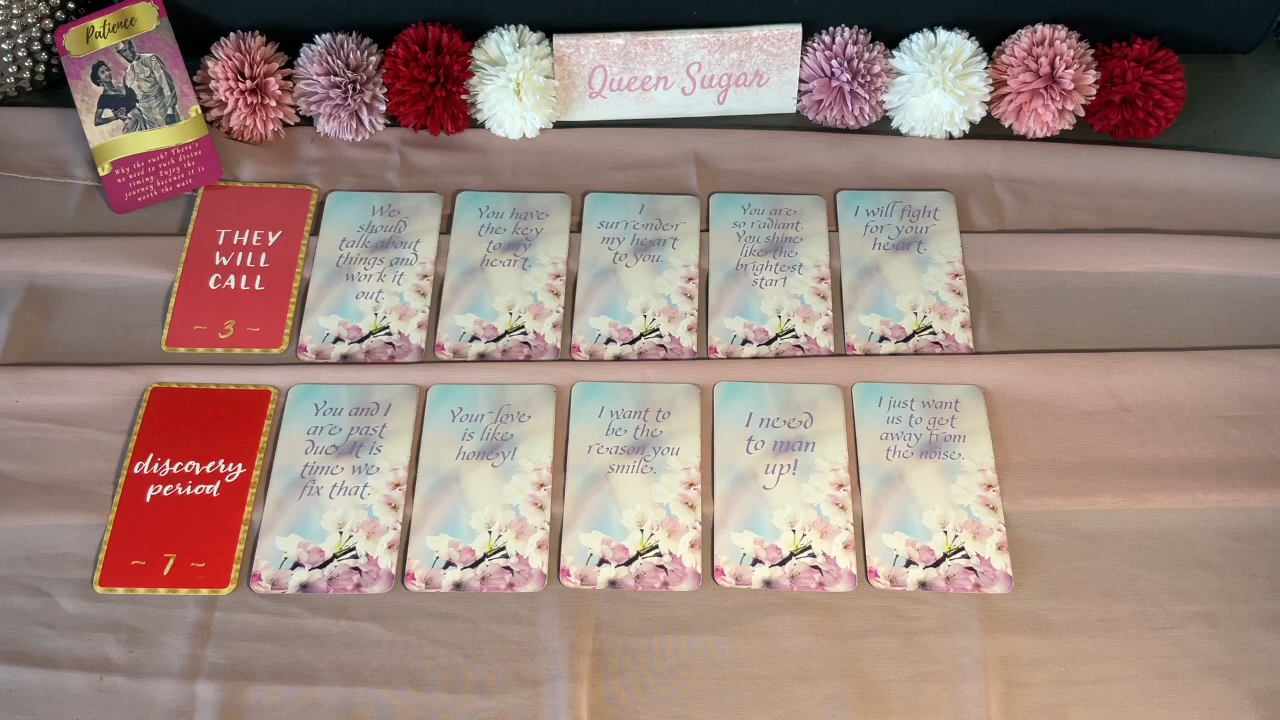 Patience
Why the rush? There's
no need to rush divine
timing. Enjoy the
journey because it is
worth the wait.
Queen Sugar
THEY
WILL
CALL
~ 3 ~
We
should
talk about
things and
work it
out.
You have
the key
to my
heart.
I
surrender
my heart
to you.
You are
so radiant.
You shine
like the
brightest
star!
I will fight
for your
heart.
discovery
period
~ 7 ~
You and I
are past
due. It is
time we
fix that.
Your love
is like
honey!
I want to
be the
reason you
smile.
I need
to man
up!
I just want
us to get
away from
the noise.